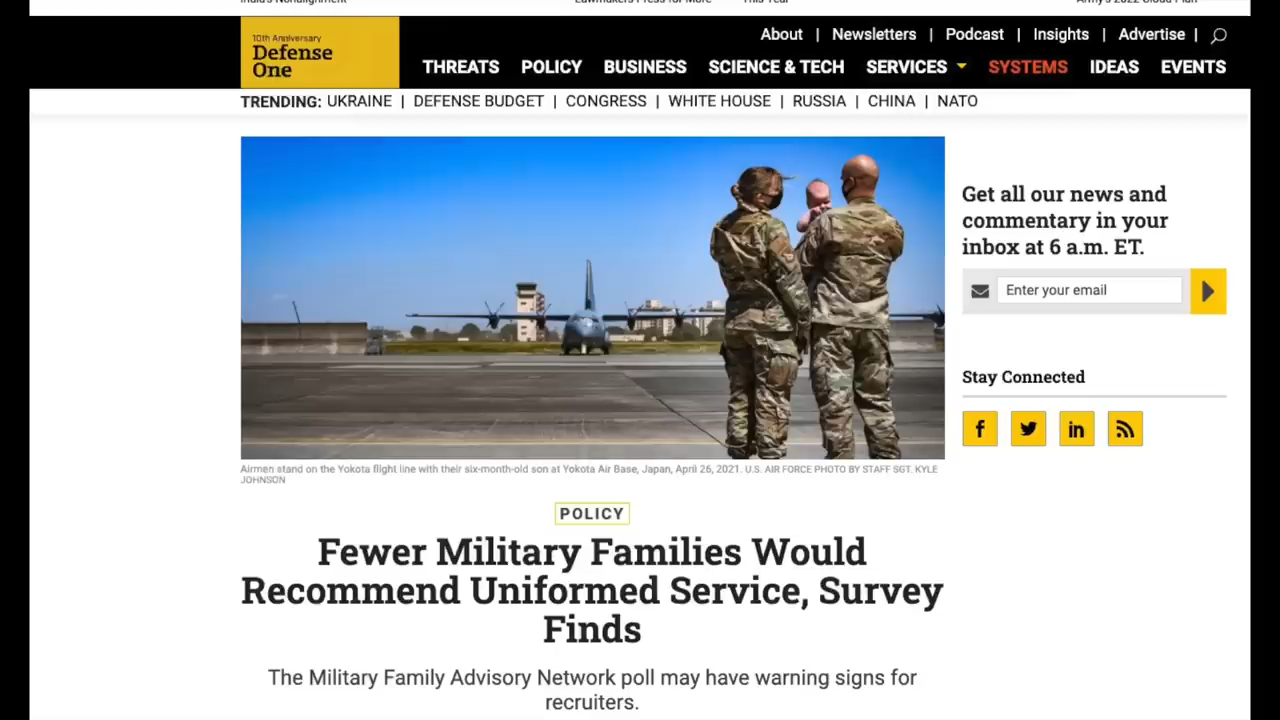 India's Nonalignment
Lawmakers Press for More
This Year
Army's 2022 Cloud Plan
About | Newsletters | Podcast | Insights | Advertise |
10th Anniversary
Defense
One
THREATS POLICY BUSINESS SCIENCE & TECH SERVICES SYSTEMS IDEAS EVENTS
TRENDING: UKRAINE | DEFENSE BUDGET | CONGRESS | WHITE HOUSE | RUSSIA | CHINA | NATO
Get all our news and
commentary in your
inbox at 6 a.m. ET.
Enter your email
Stay Connected
Airmen stand on the Yokota flight line with their six-month-old son at Yokota Air Base, Japan, April 26, 2021. U.S. AIR FORCE PHOTO BY STAFF SGT. KYLE
JOHNSON
POLICY
Fewer Military Families Would
Recommend Uniformed Service, Survey
Finds
The Military Family Advisory Network poll may have warning signs for
recruiters.